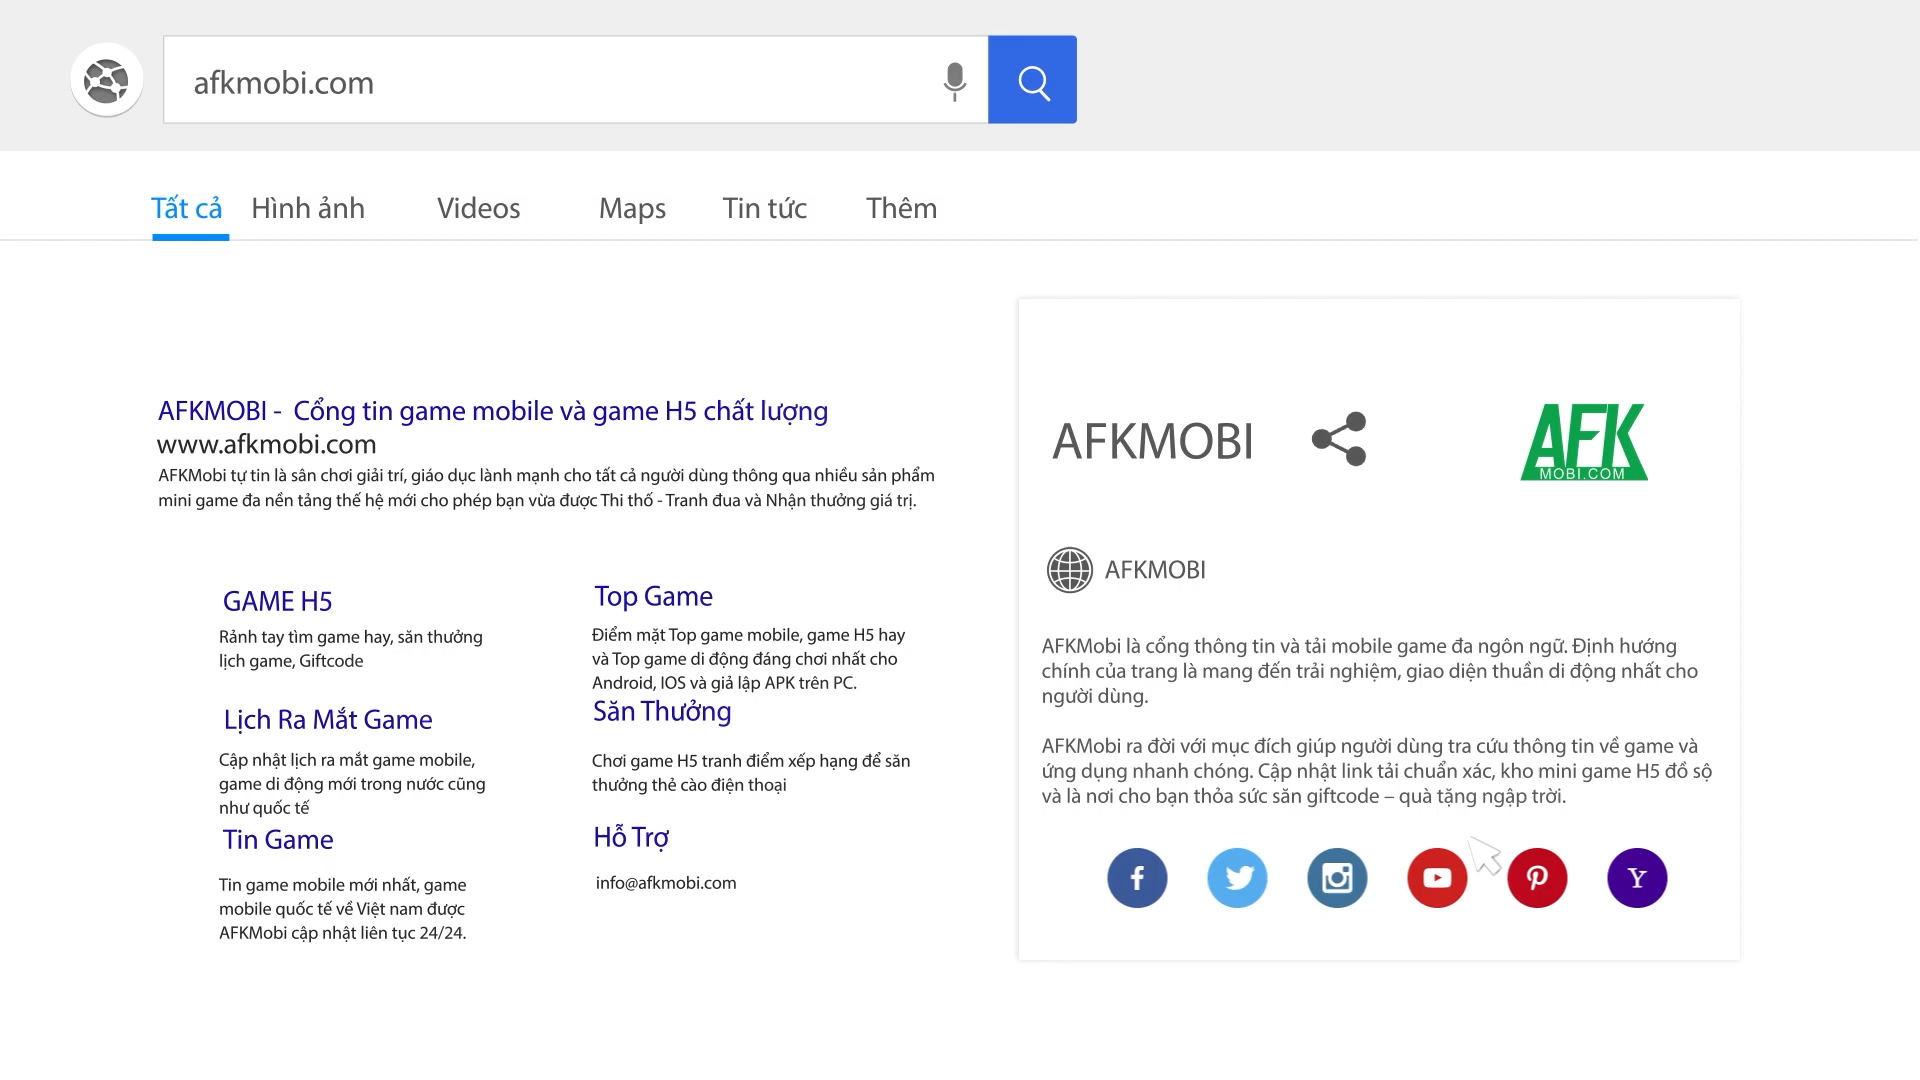 afkmobi.com
Tất cả
Hình ảnh
Videos
Maps
Tin tức
Thêm
AFKMOBI - Cổng tin game mobile và game H5 chất lượng
www.afkmobi.com
AFKMobi tự tin là sân chơi giải trí, giáo dục lành mạnh cho tất cả người dùng thông qua nhiều sản phẩm
mini game đa nền tảng thế hệ mới cho phép bạn vừa được Thi thố - Tranh đua và Nhận thưởng giá trị.
GAME H5
Rảnh tay tìm game hay, săn thưởng
lịch game, Giftcode
Lịch Ra Mắt Game
Cập nhật lịch ra mắt game mobile,
game di động mới trong nước cũng
như quốc tế
Tin Game
Tin game mobile mới nhất, game
mobile quốc tế về Việt nam được
AFKMobi cập nhật liên tục 24/24.
Top Game
Điểm mặt Top game mobile, game H5 hay
và Top game di động đáng chơi nhất cho
Android, IOS và giả lập APK trên PC.
Săn Thưởng
Chơi game H5 tranh điểm xếp hạng để săn
thưởng thẻ cào điện thoại
Hỗ Trợ
info@afkmobi.com
AFKMOBI
AFK
MOBI.COM
AFKMOBI
AFKMobi là cổng thông tin và tải mobile game đa ngôn ngữ. Định hướng
chính của trang là mang đến trải nghiệm, giao diện thuần di động nhất cho
người dùng.
AFKMobi ra đời với mục đích giúp người dùng tra cứu thông tin về game và
ứng dụng nhanh chóng. Cập nhật link tải chuẩn xác, kho mini game H5 đồ sộ
và là nơi cho bạn thỏa sức săn giftcode – quà tặng ngập trời.